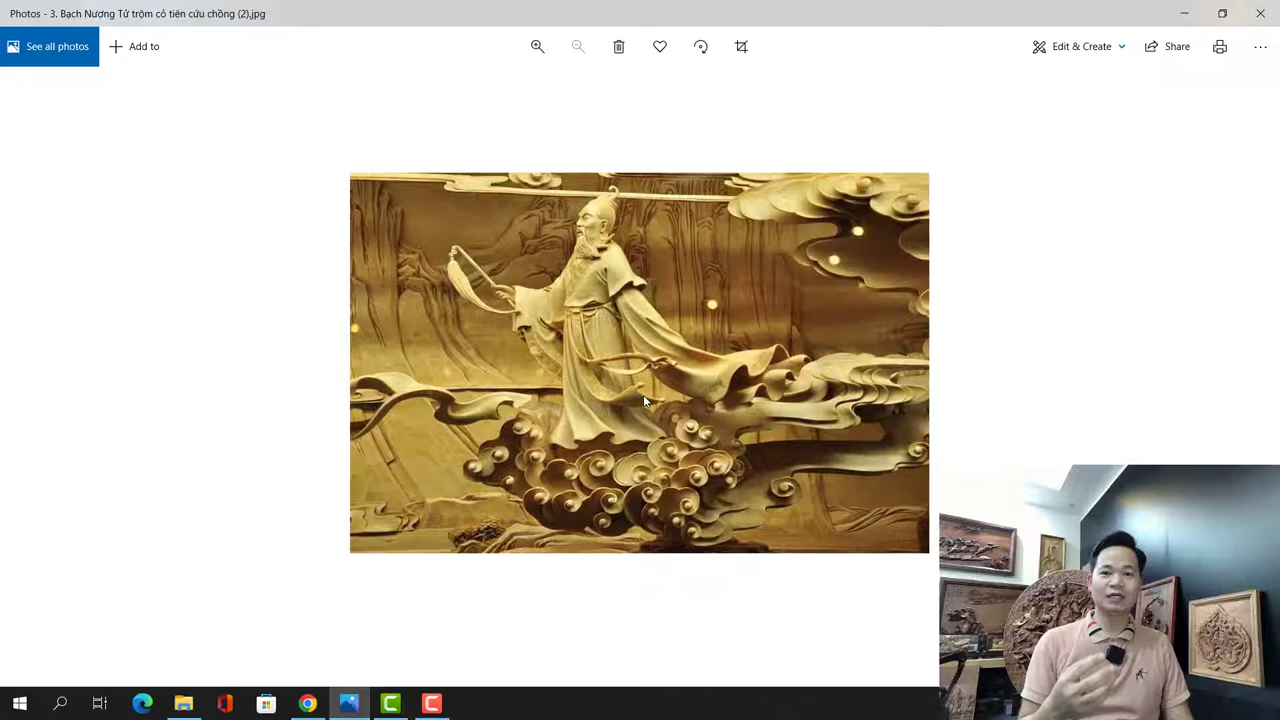 Photos - 3. Bạch Nương Tử trộm cỏ tiên cứu chồng (2).jpg
See all photos
Add to
Edit & Create
Share